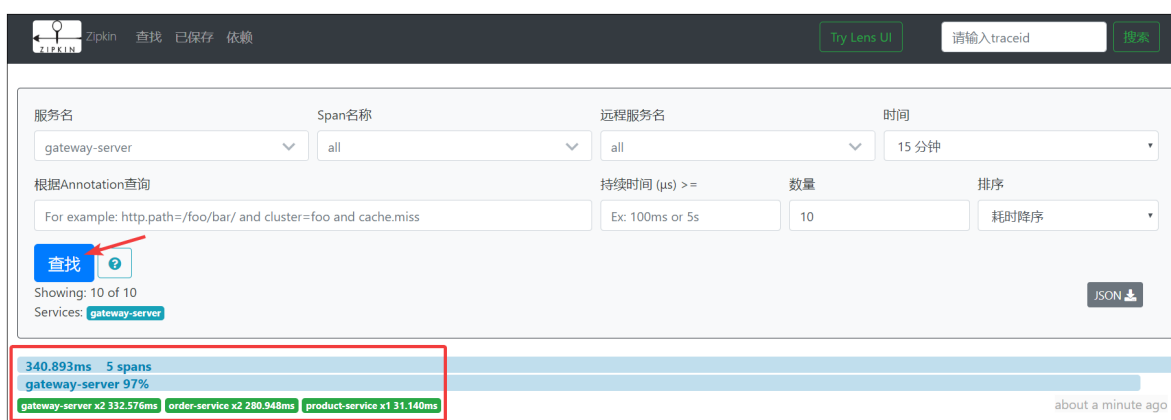 ZIPKIN Zipkin 查找 已保存 依赖 Try Lens UI 请输入traceid 搜索
服务名 Span名称 远程服务名 时间
gateway-server all all 15 分钟
根据Annotation查询 持续时间 (μs) >= 数量 排序
For example: http.path=/foo/bar/ and cluster=foo and cache.miss Ex: 100ms or 5s 10 耗时降序
查找 ?
Showing: 10 of 10
JSON
Services: gateway-server
340.893ms 5 spans
gateway-server 97%
gateway-server x2 332.576ms order-service x2 280.948ms product-service x1 31.140ms about a minute ago